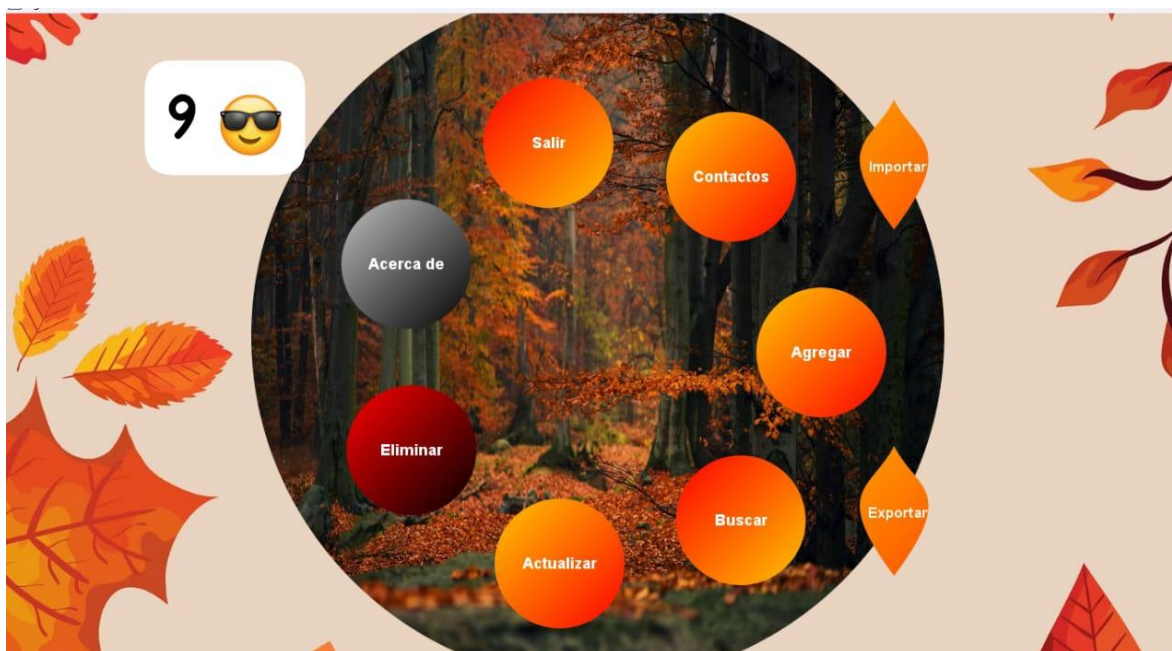 9 😎
Salir
Contactos
Importar
Acerca de
Agregar
Eliminar
Buscar
Exportar
Actualizar